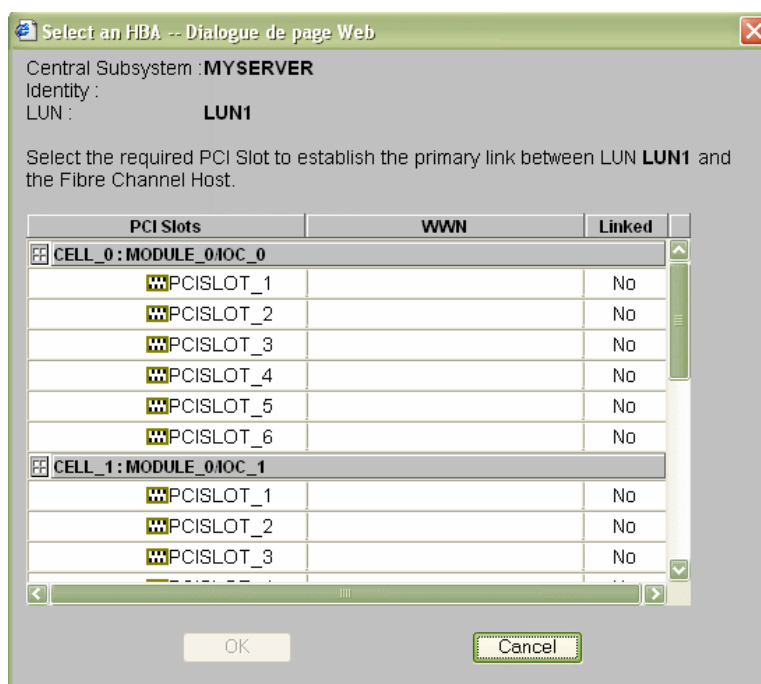 Select an HBA -- Dialogue de page Web
Central Subsystem : MYSERVER
Identity :
LUN : LUN1
Select the required PCI Slot to establish the primary link between LUN LUN1 and
the Fibre Channel Host.
PCI Slots WWN Linked
CELL_0 : MODULE_0/IOC_0
PCISLOT_1 No
PCISLOT_2 No
PCISLOT_3 No
PCISLOT_4 No
PCISLOT_5 No
PCISLOT_6 No
CELL_1 : MODULE_0/IOC_1
PCISLOT_1 No
PCISLOT_2 No
PCISLOT_3 No
OK Cancel